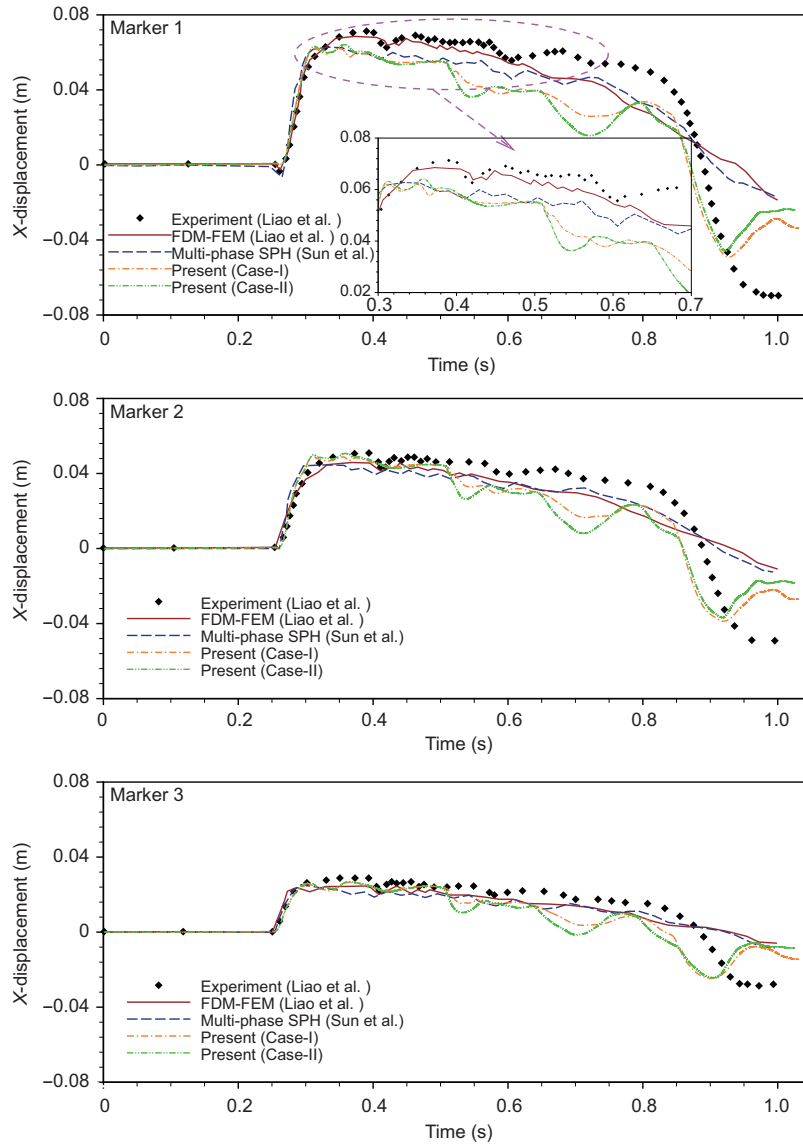 Marker 1
0.08
0.04
0
−0.04
−0.08
X-displacement (m)
Experiment (Liao et al. )
FDM-FEM (Liao et al. )
Multi-phase SPH (Sun et al.)
Present (Case-I)
Present (Case-II)
0.08
0.06
0.04
0.02
0.3 0.4 0.5 0.6 0.7
0 0.2 0.4 0.6 0.8 1.0
Time (s)
Marker 2
0.08
0.04
0
−0.04
−0.08
X-displacement (m)
Experiment (Liao et al. )
FDM-FEM (Liao et al. )
Multi-phase SPH (Sun et al.)
Present (Case-I)
Present (Case-II)
0 0.2 0.4 0.6 0.8 1.0
Time (s)
Marker 3
0.08
0.04
0
−0.04
−0.08
X-displacement (m)
Experiment (Liao et al. )
FDM-FEM (Liao et al. )
Multi-phase SPH (Sun et al.)
Present (Case-I)
Present (Case-II)
0 0.2 0.4 0.6 0.8 1.0
Time (s)